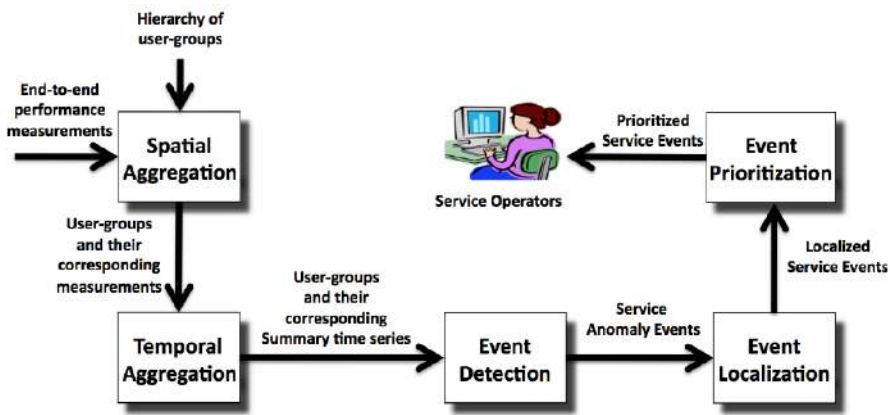 Hierarchy of
user-groups
End-to-end
performance
measurements
Spatial
Aggregation
User-groups
and their
corresponding
measurements
Temporal
Aggregation
User-groups
and their
corresponding
Summary time series
Event
Detection
Service
Anomaly Events
Event
Localization
Localized
Service Events
Event
Prioritization
Prioritized
Service Events
Service Operators